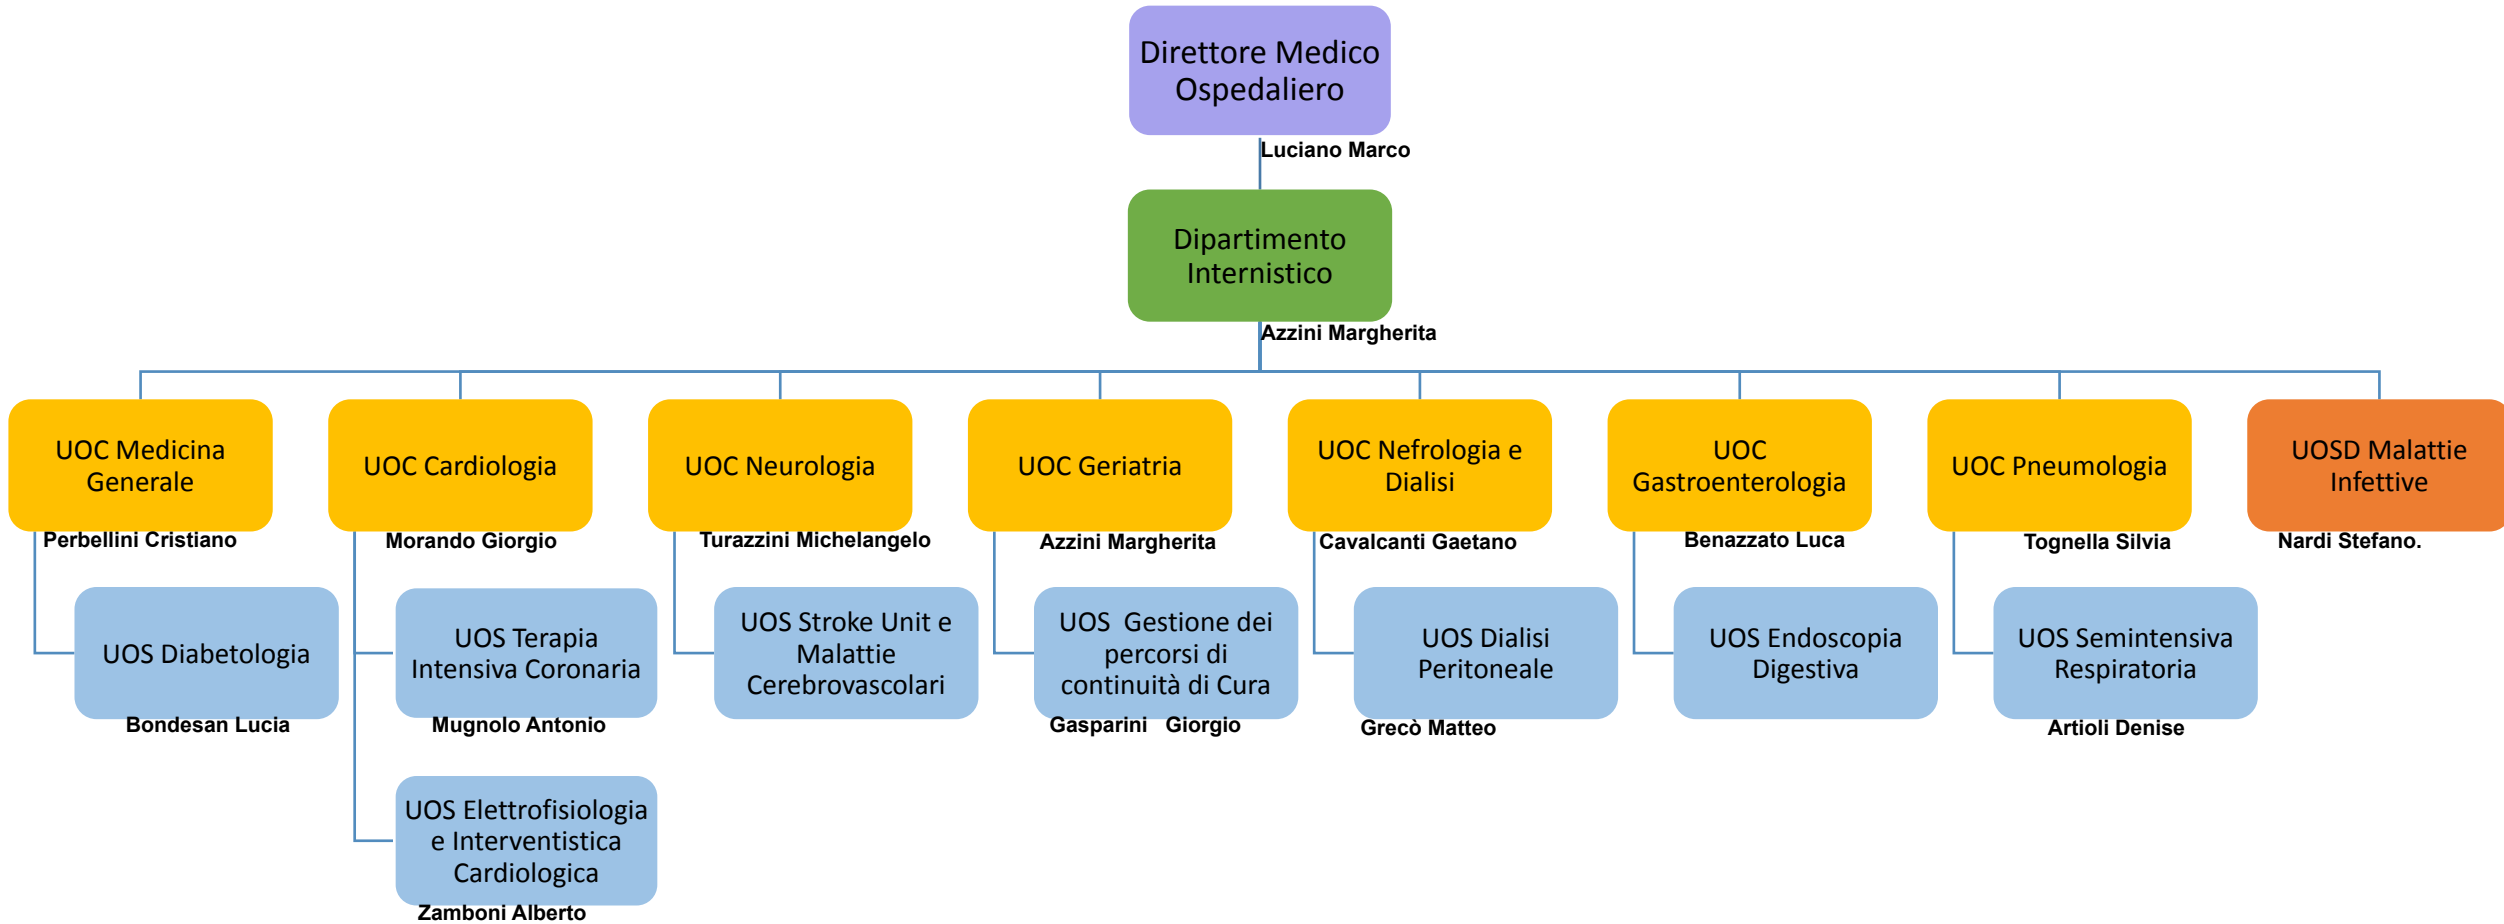 Direttore Medico
Ospedaliero
Luciano Marco
Dipartimento
Internistico
Azzini Margherita
UOC Medicina
Generale
Perbellini Cristiano
UOC Cardiologia
Morando Giorgio
UOC Neurologia
Turazzini Michelangelo
UOC Geriatria
Azzini Margherita
UOC Nefrologia e
Dialisi
Cavalcanti Gaetano
UOC
Gastroenterologia
Benazzato Luca
UOC Pneumologia
Tognella Silvia
UOSD Malattie
Infettive
Nardi Stefano.
UOS Diabetologia
Bondesan Lucia
UOS Terapia
Intensiva Coronaria
Mugnolo Antonio
UOS Stroke Unit e
Malattie
Cerebrovascolari
UOS  Gestione dei
percorsi di
continuità di Cura
Gasparini   Giorgio
UOS Dialisi
Peritoneale
Grecò Matteo
UOS Endoscopia
Digestiva
UOS Semintensiva
Respiratoria
Artioli Denise
UOS Elettrofisiologia
e Interventistica
Cardiologica
Zamboni Alberto